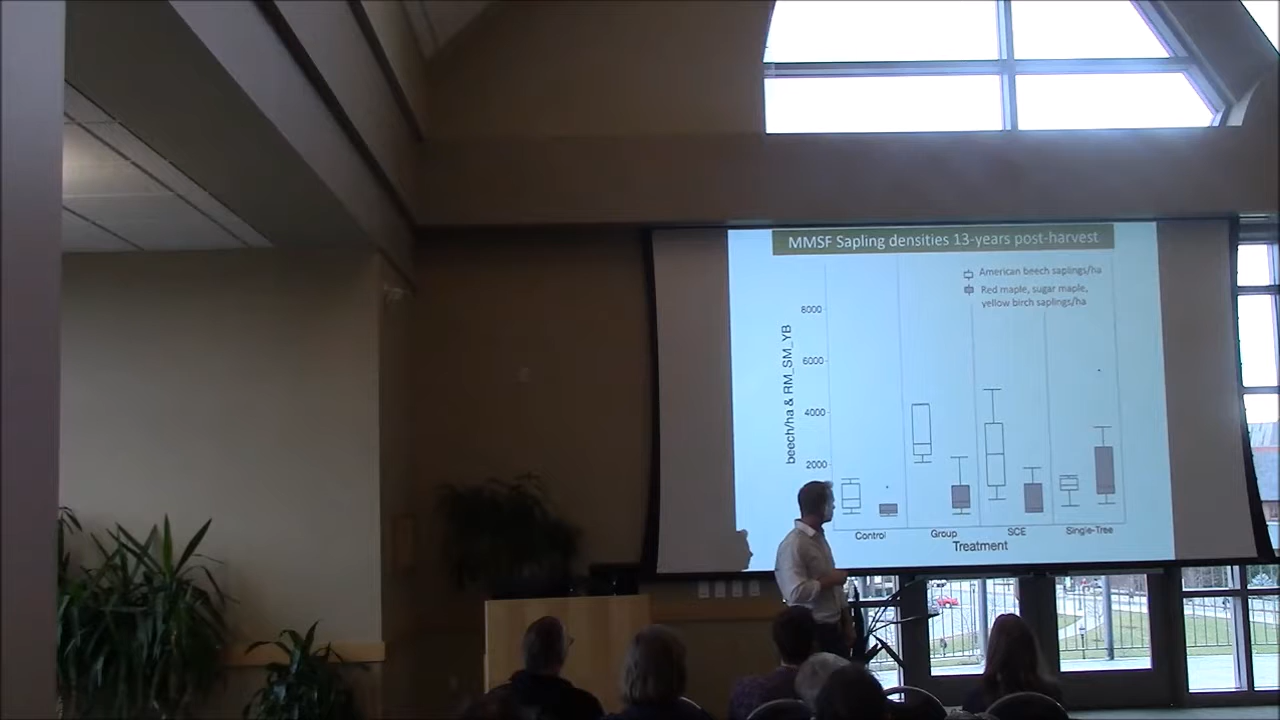 MMSF Sapling densities 13-years post-harvest
American beech saplings/ha
Red maple, sugar maple,
yellow birch saplings/ha
8000
6000
4000
2000
beech/ha & RM_SM_YB
Control
Group
SCE
Single-Tree
Treatment